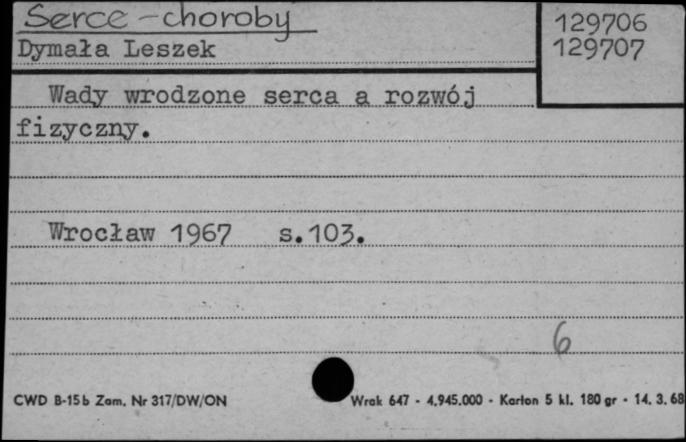 Serce - choroby
129706
Dymała Leszek
129707
Wady wrodzone serca a rozwój
fizyczny.
Wrocław 1967 s.103.
6
CWD B-15b Zam. Nr 317/DW/ON
Wrak 647 - 4.945.000 - Karton 5 kl. 180 gr - 14. 3. 68